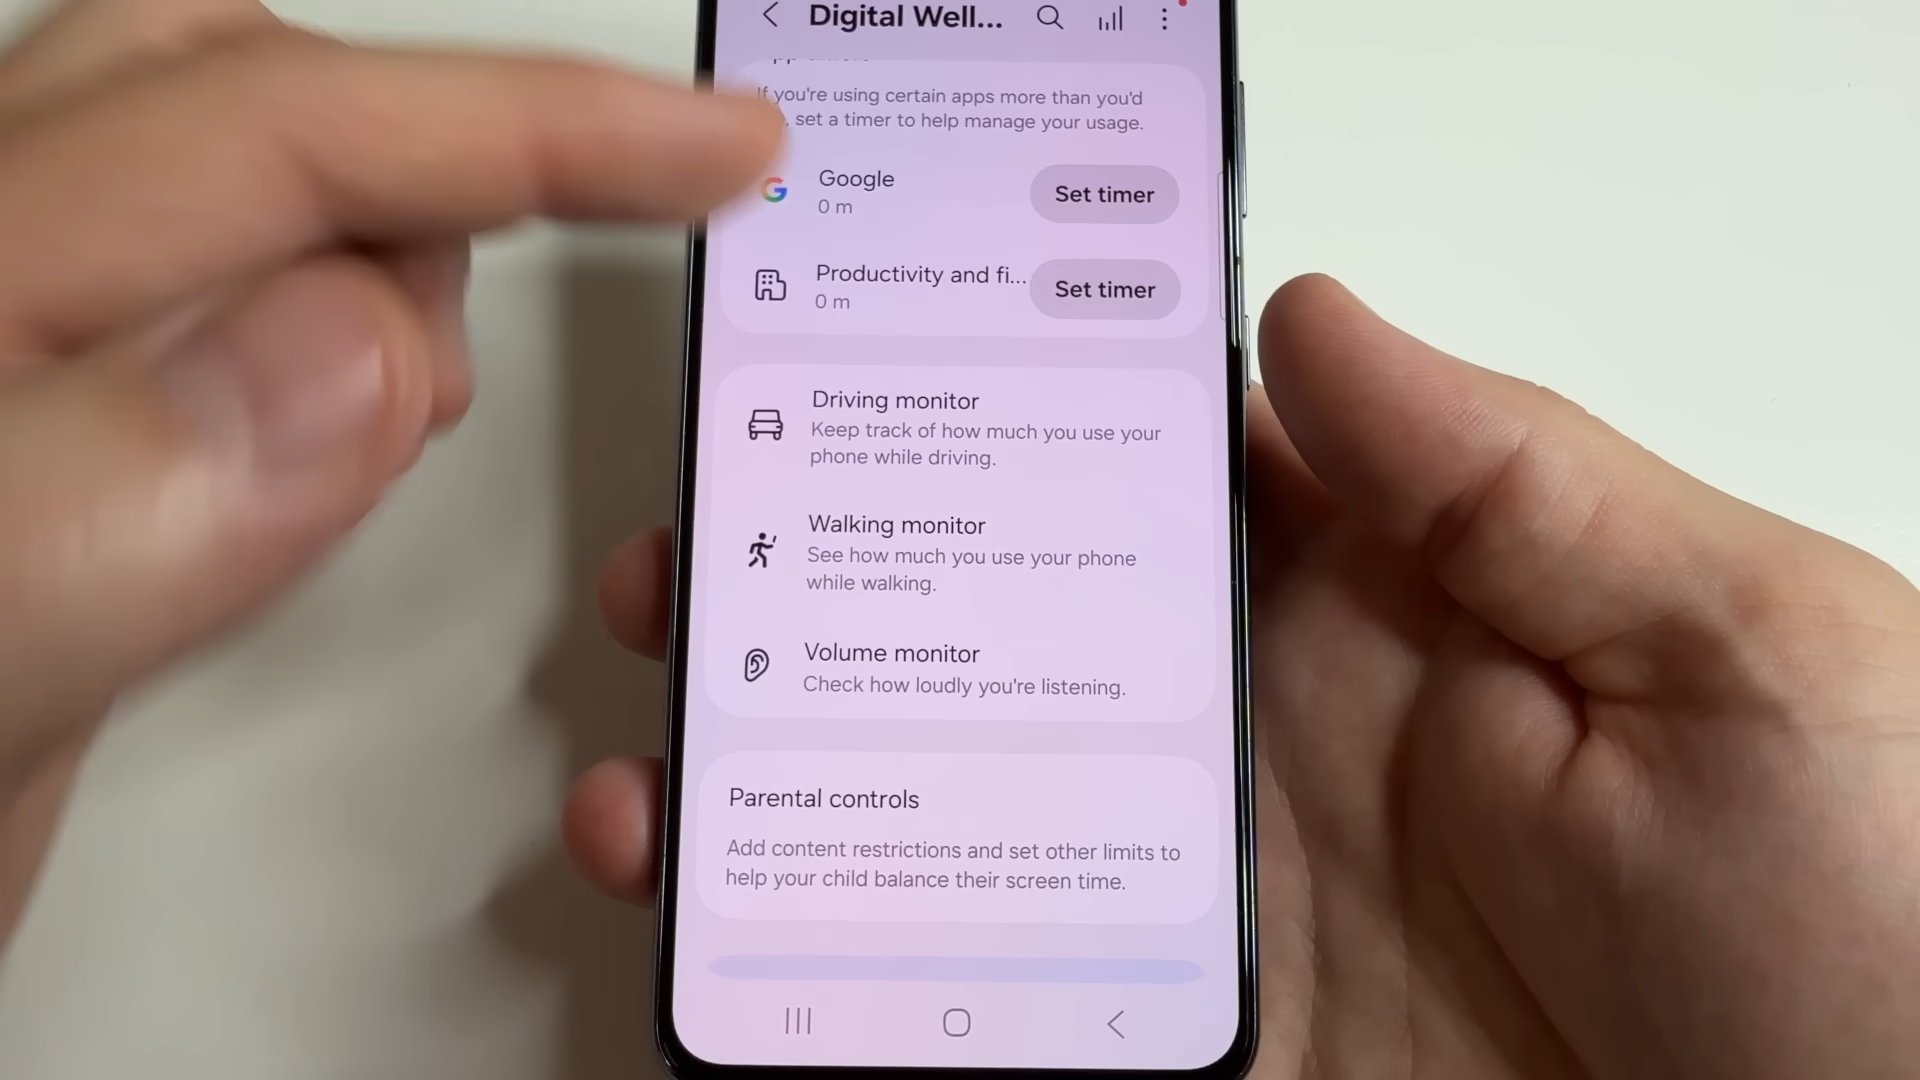 Digital Well...
If you're using certain apps more than you'd
, set a timer to help manage your usage.
Google
0 m
Set timer
Productivity and fi...
0 m
Set timer
Driving monitor
Keep track of how much you use your
phone while driving.
Walking monitor
See how much you use your phone
while walking.
Volume monitor
Check how loudly you're listening.
Parental controls
Add content restrictions and set other limits to
help your child balance their screen time.